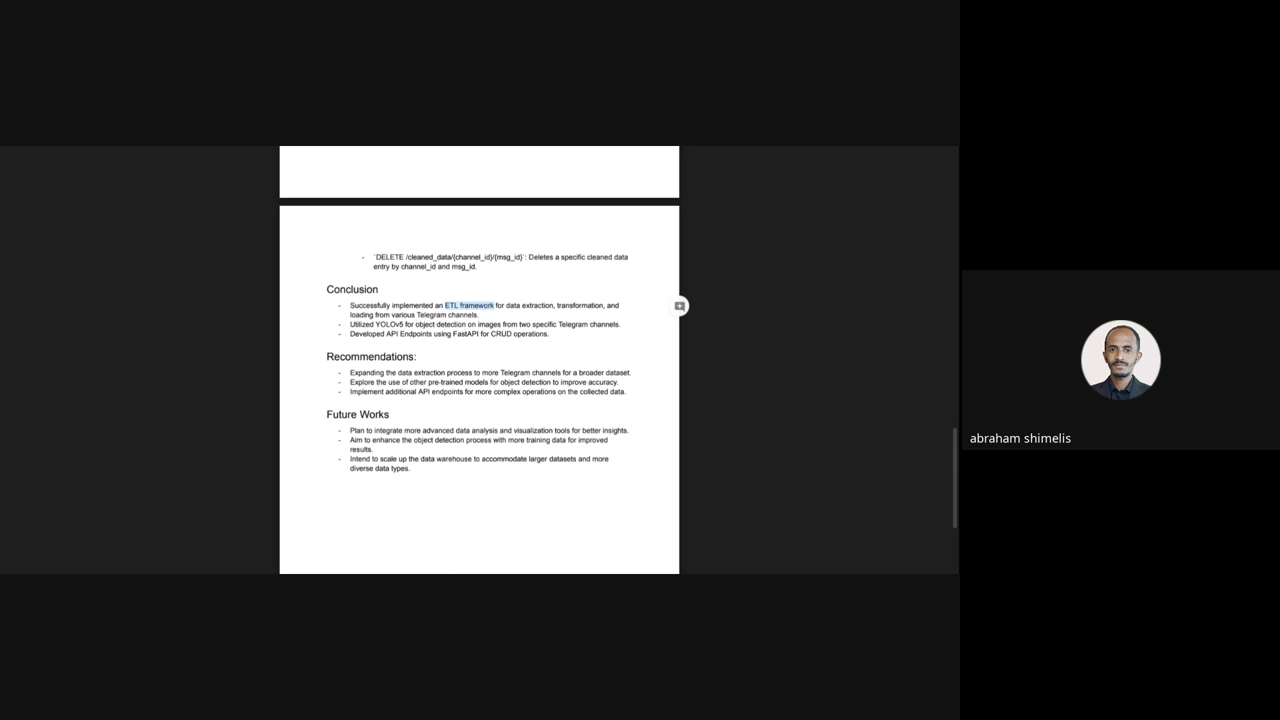 - `DELETE /cleaned_data/{channel_id}/{msg_id}`: Deletes a specific cleaned data
entry by channel_id and msg_id.
Conclusion
- Successfully implemented an ETL framework for data extraction, transformation, and
loading from various Telegram channels.
- Utilized YOLOv5 for object detection on images from two specific Telegram channels.
- Developed API Endpoints using FastAPI for CRUD operations.
Recommendations:
- Expanding the data extraction process to more Telegram channels for a broader dataset.
- Explore the use of other pre-trained models for object detection to improve accuracy.
- Implement additional API endpoints for more complex operations on the collected data.
Future Works
- Plan to integrate more advanced data analysis and visualization tools for better insights.
- Aim to enhance the object detection process with more training data for improved
results.
- Intend to scale up the data warehouse to accommodate larger datasets and more
diverse data types.
abraham shimelis